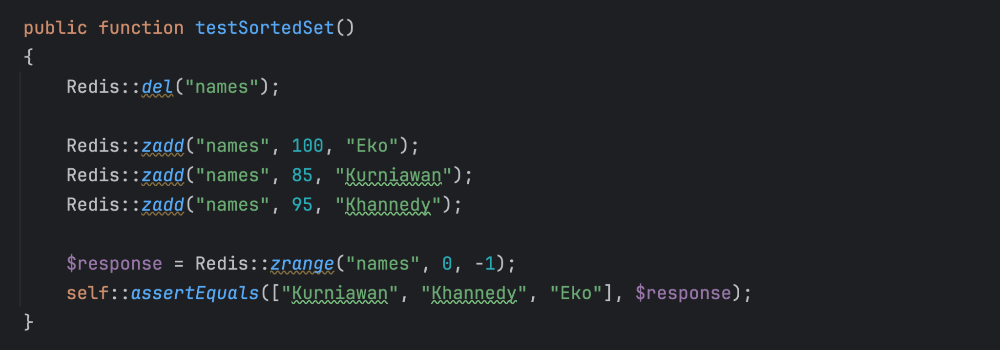 public function testSortedSet()
{
    Redis::del("names");

    Redis::zadd("names", 100, "Eko");
    Redis::zadd("names", 85, "Kurniawan");
    Redis::zadd("names", 95, "Khannedy");

    $response = Redis::zrange("names", 0, -1);
    self::assertEquals(["Kurniawan", "Khannedy", "Eko"], $response);
}